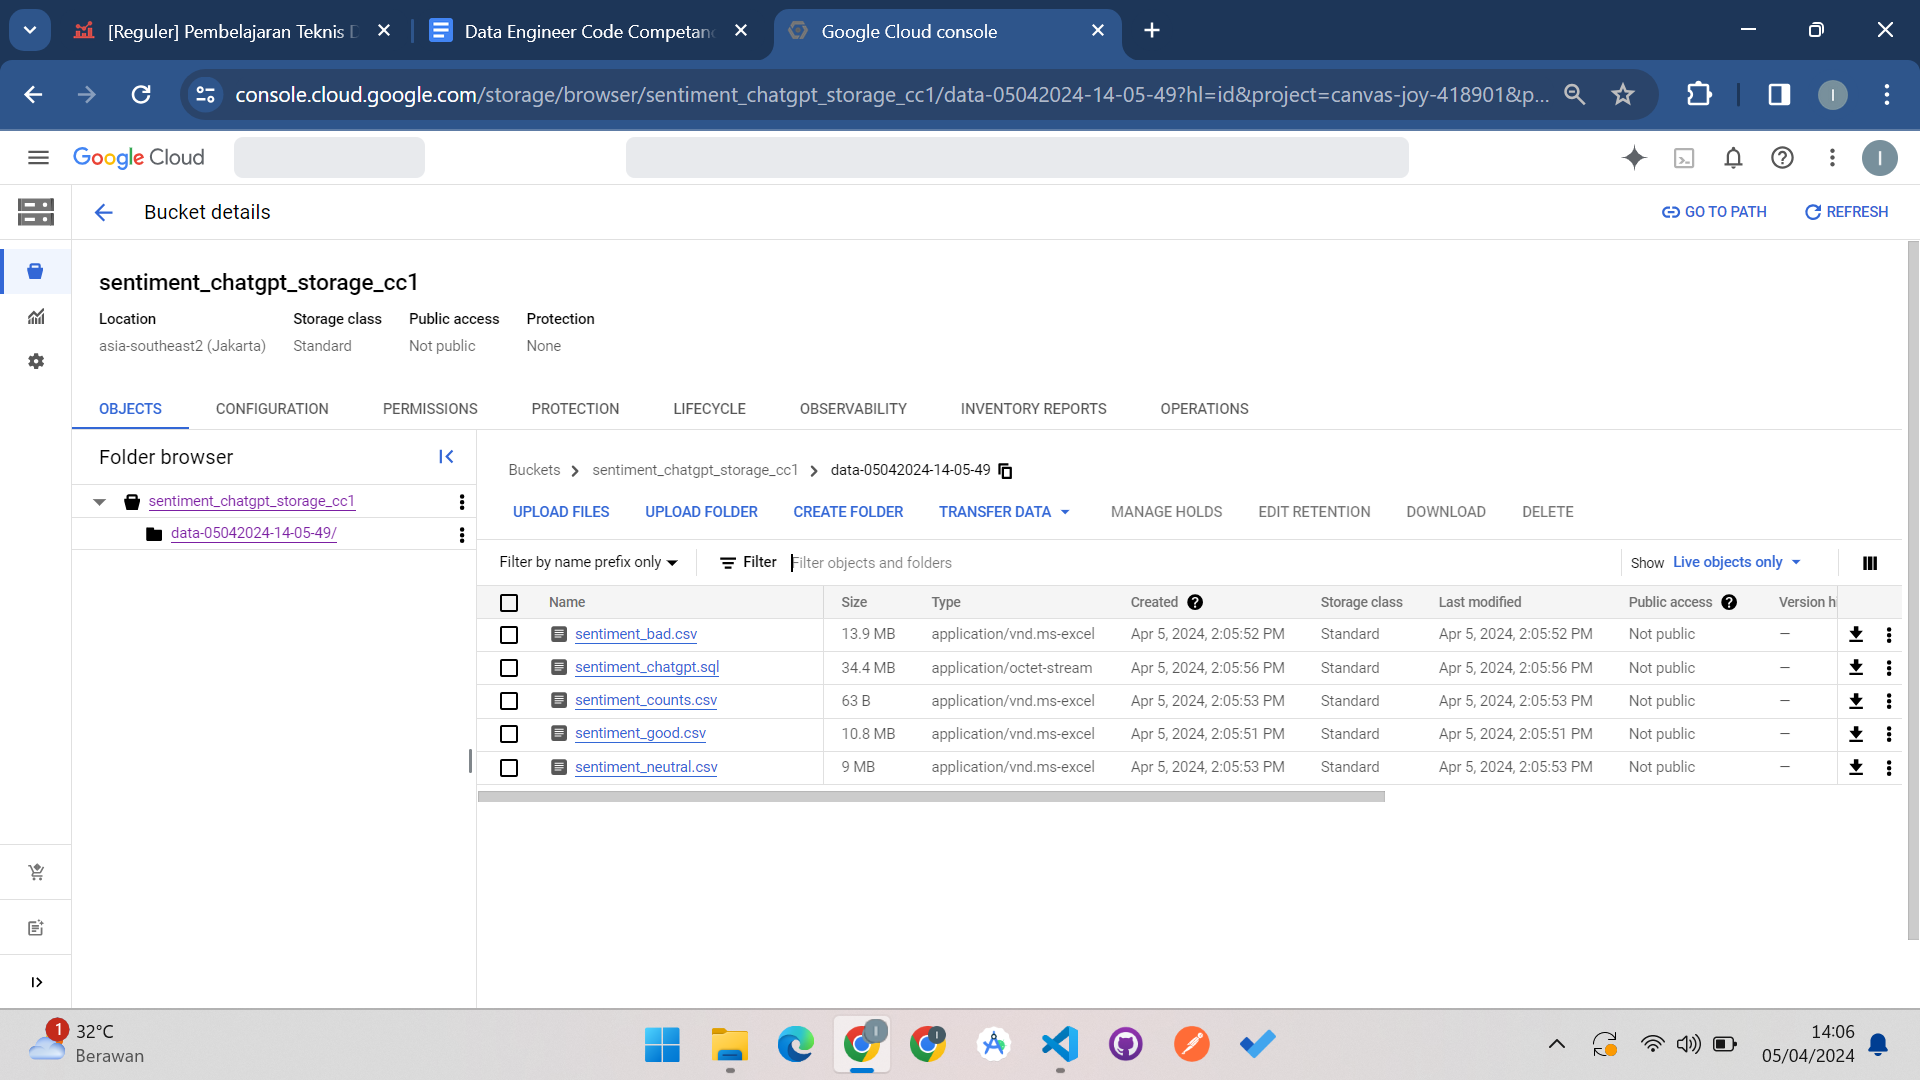 [Reguler] Pembelajaran Teknis D
Data Engineer Code Competanc
Google Cloud console
console.cloud.google.com/storage/browser/sentiment_chatgpt_storage_cc1/data-05042024-14-05-49?hl=id&project=canvas-joy-418901&p...
I
Google Cloud
I
Bucket details
GO TO PATH
REFRESH
sentiment_chatgpt_storage_cc1
Location Storage class Public access Protection
asia-southeast2 (Jakarta) Standard Not public None
OBJECTS CONFIGURATION PERMISSIONS PROTECTION LIFECYCLE OBSERVABILITY INVENTORY REPORTS OPERATIONS
Folder browser
sentiment_chatgpt_storage_cc1
data-05042024-14-05-49/
Buckets > sentiment_chatgpt_storage_cc1 > data-05042024-14-05-49
UPLOAD FILES UPLOAD FOLDER CREATE FOLDER TRANSFER DATA MANAGE HOLDS EDIT RETENTION DOWNLOAD DELETE
Filter by name prefix only Filter Filter objects and folders Show Live objects only
Name Size Type Created Storage class Last modified Public access Version h
sentiment_bad.csv 13.9 MB application/vnd.ms-excel Apr 5, 2024, 2:05:52 PM Standard Apr 5, 2024, 2:05:52 PM Not public —
sentiment_chatgpt.sql 34.4 MB application/octet-stream Apr 5, 2024, 2:05:56 PM Standard Apr 5, 2024, 2:05:56 PM Not public —
sentiment_counts.csv 63 B application/vnd.ms-excel Apr 5, 2024, 2:05:53 PM Standard Apr 5, 2024, 2:05:53 PM Not public —
sentiment_good.csv 10.8 MB application/vnd.ms-excel Apr 5, 2024, 2:05:51 PM Standard Apr 5, 2024, 2:05:51 PM Not public —
sentiment_neutral.csv 9 MB application/vnd.ms-excel Apr 5, 2024, 2:05:53 PM Standard Apr 5, 2024, 2:05:53 PM Not public —
1
32°C
Berawan
14:06
05/04/2024